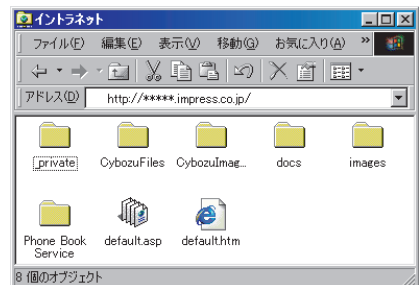 イントラネット
ファイル(F) 編集(E) 表示(V) 移動(G) お気に入り(A) »
アドレス(D) http://*****.impress.co.jp/
_private CybozuFiles CybozuImag... docs images
Phone Book Service default.asp default.htm
8 個のオブジェクト